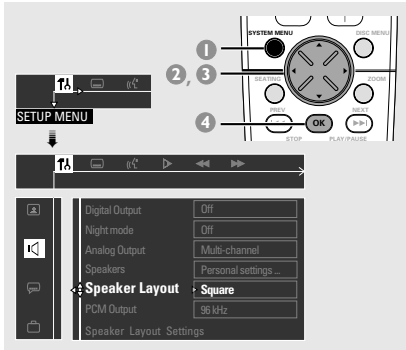 SYSTEM MENU
DISC MENU
1
2, 3
SEATING
ZOOM
PREV
NEXT
4
OK
STOP
PLAY/PAUSE
SETUP MENU
Digital Output Off
Night mode Off
Analog Output Multi-channel
Speakers Personal settings ...
Speaker Layout Square
PCM Output 96 kHz
Speaker Layout Settings